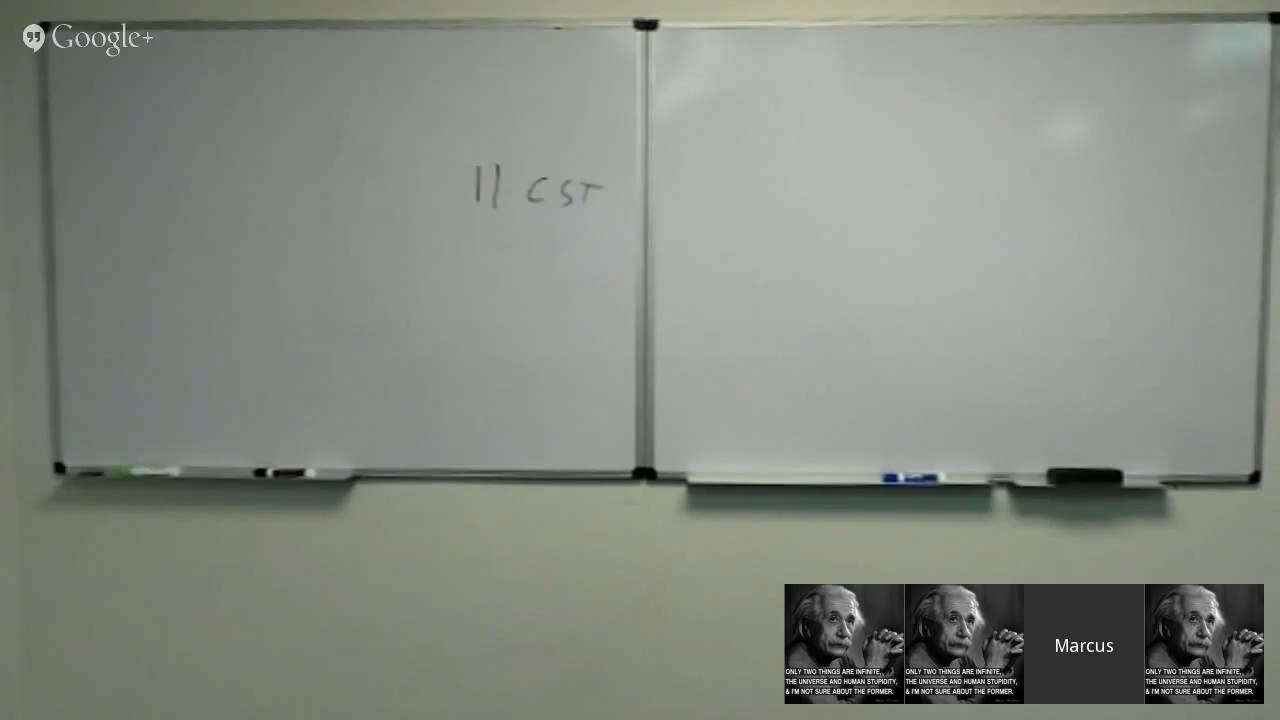 Google+
11 CST
ONLY TWO THINGS ARE INFINITE,
THE UNIVERSE AND HUMAN STUPIDITY,
& I'M NOT SURE ABOUT THE FORMER.
ONLY TWO THINGS ARE INFINITE,
THE UNIVERSE AND HUMAN STUPIDITY,
& I'M NOT SURE ABOUT THE FORMER.
Marcus
ONLY TWO THINGS ARE INFINITE,
THE UNIVERSE AND HUMAN STUPIDITY,
& I'M NOT SURE ABOUT THE FORMER.